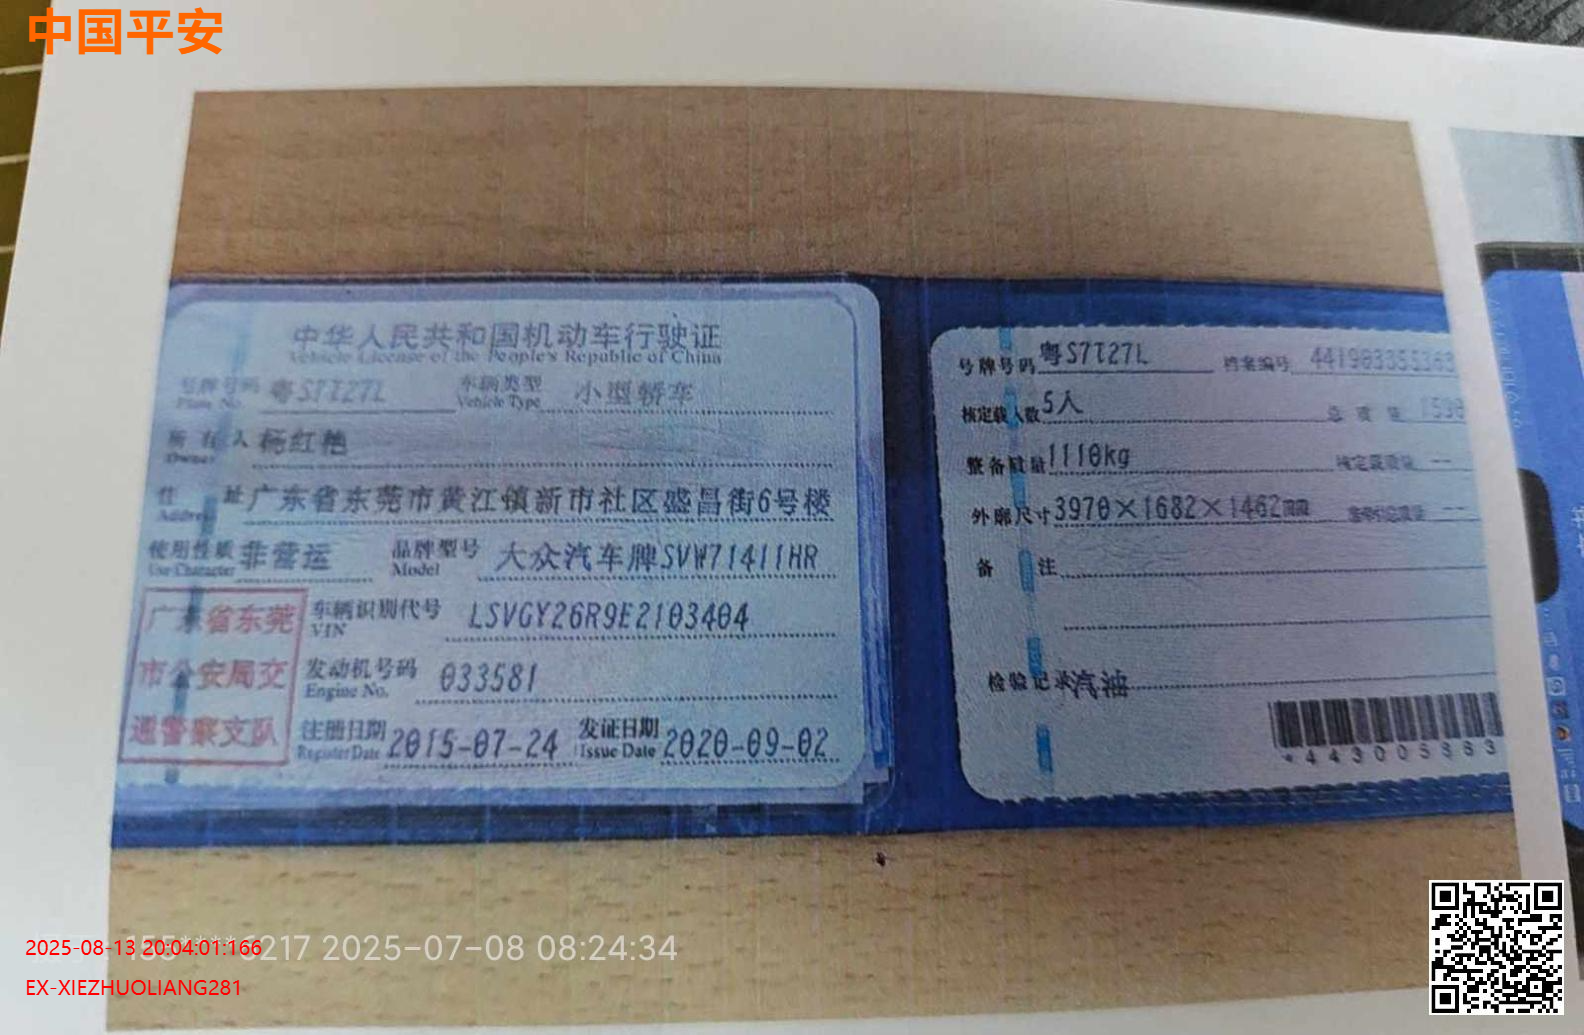 中国平安
中华人民共和国机动车行驶证
Vehicle License of the People's Republic of China
号牌号码 粤S7T27L 车辆类型 小型轿车
Plate No. Vehicle Type
所有人 杨红艳
Owner
住址 广东省东莞市黄江镇新市社区盛昌街6号楼
Address
使用性质 非营运 品牌型号 大众汽车牌SVW71411HR
Use Character Model
广东省东莞
市公安局交
通警察支队
车辆识别代号 LSVGY26R9E2103404
VIN
发动机号码 033581
Engine No.
注册日期 2015-07-24 发证日期 2020-09-02
Register Date Issue Date
号牌号码 粤S7T27L 档案编号 441903355363
核定载人数 5人 总质量
整备质量 1110kg 核定载质量 --
外廓尺寸 3970×1682×1462mm 准牵引总质量 --
备注
检验记录 汽油
*443005863
2025-07-08 08:24:34
2025-08-13 20:04:01:166
EX-XIEZHUOLIANG281